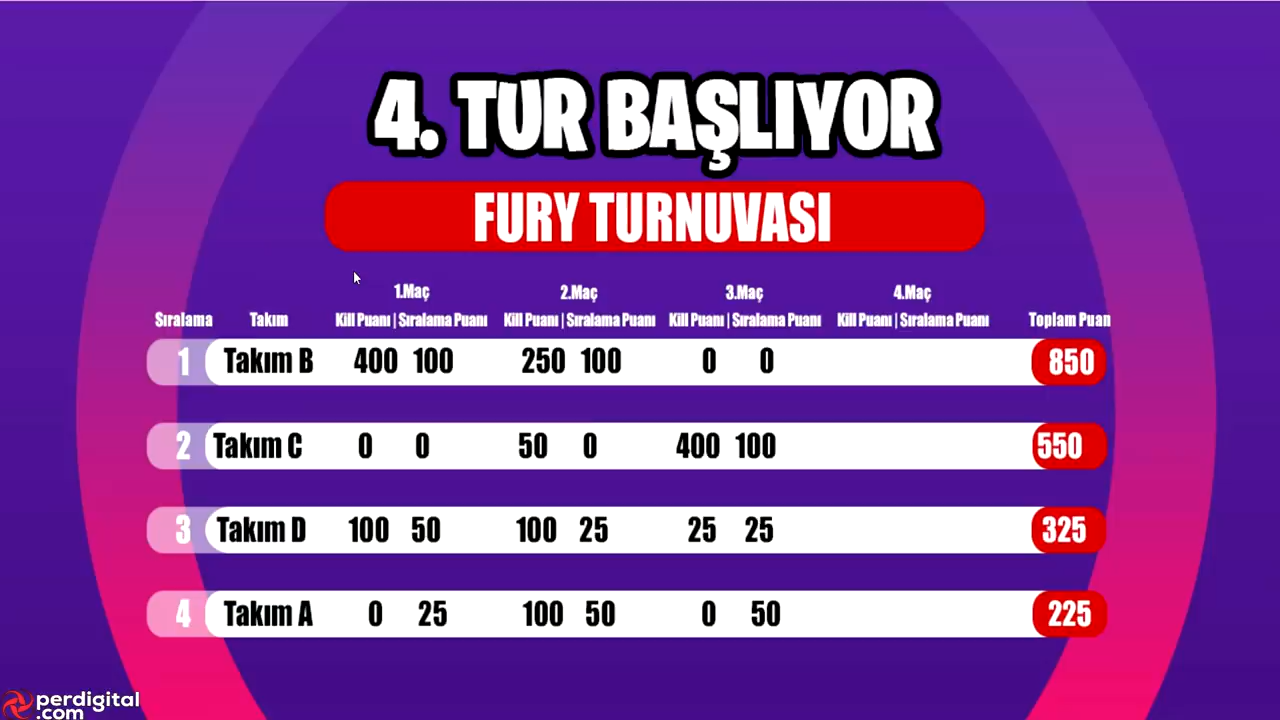 4. TUR BAŞLIYOR
FURY TURNUVASI
1.Maç 2.Maç 3.Maç 4.Maç
Sıralama Takım Kill Puanı | Sıralama Puanı Kill Puanı | Sıralama Puanı Kill Puanı | Sıralama Puanı Kill Puanı | Sıralama Puanı Toplam Puan
1 Takım B 400 100 250 100 0 0 850
2 Takım C 0 0 50 0 400 100 550
3 Takım D 100 50 100 25 25 25 325
4 Takım A 0 25 100 50 0 50 225
perdigital
.com